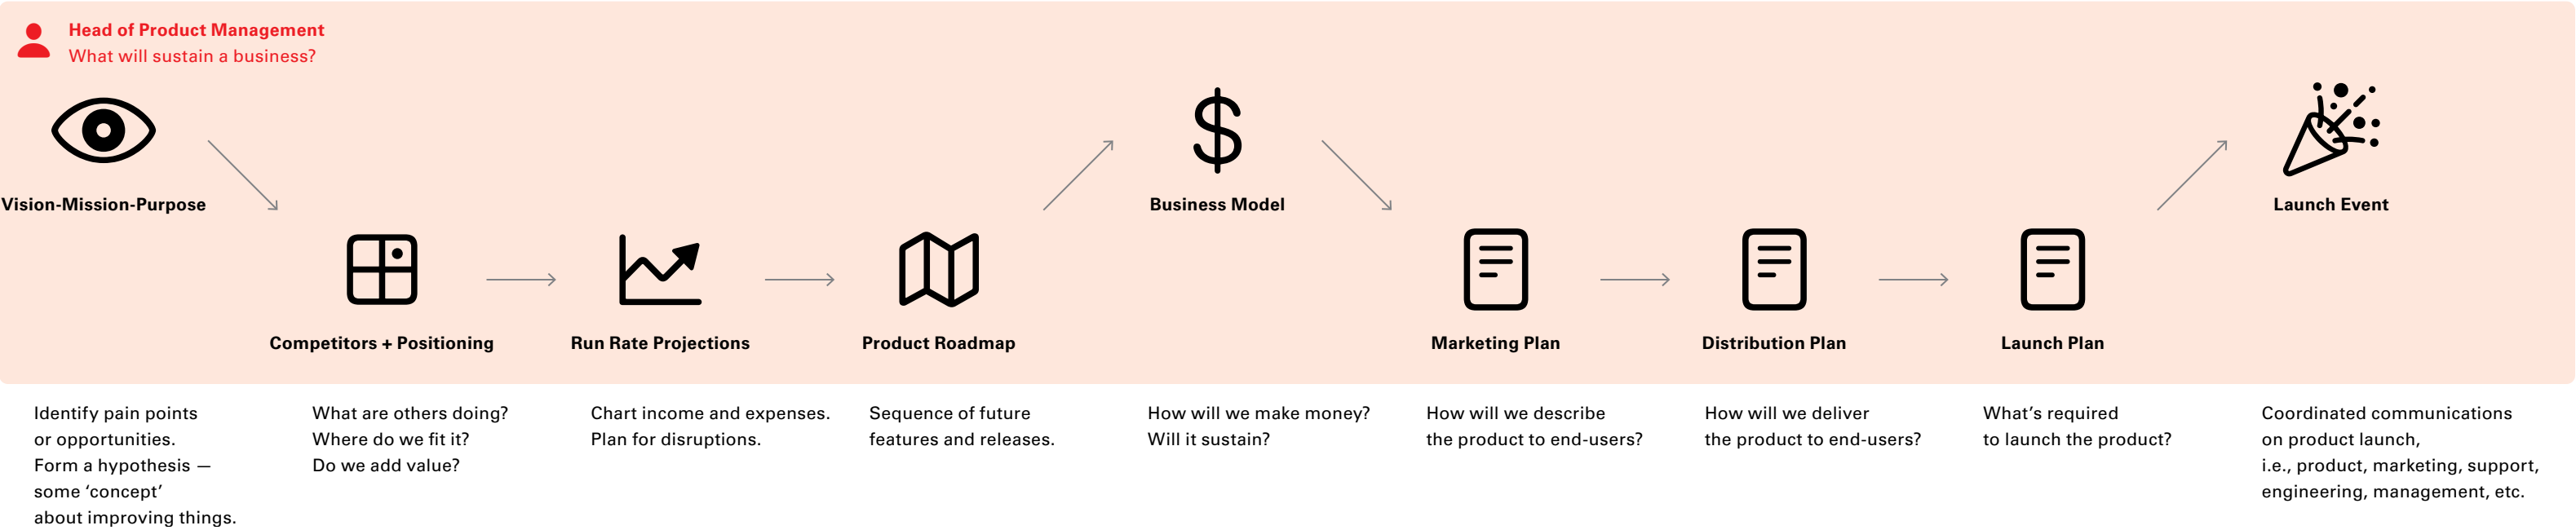 Head of Product Management
What will sustain a business?
Vision-Mission-Purpose
Business Model
Launch Event
Competitors + Positioning
Run Rate Projections
Product Roadmap
Marketing Plan
Distribution Plan
Launch Plan
Identify pain points
or opportunities.
Form a hypothesis —
some ‘concept’
about improving things.
What are others doing?
Where do we fit it?
Do we add value?
Chart income and expenses.
Plan for disruptions.
Sequence of future
features and releases.
How will we make money?
Will it sustain?
How will we describe
the product to end-users?
How will we deliver
the product to end-users?
What’s required
to launch the product?
Coordinated communications
on product launch,
i.e., product, marketing, support,
engineering, management, etc.